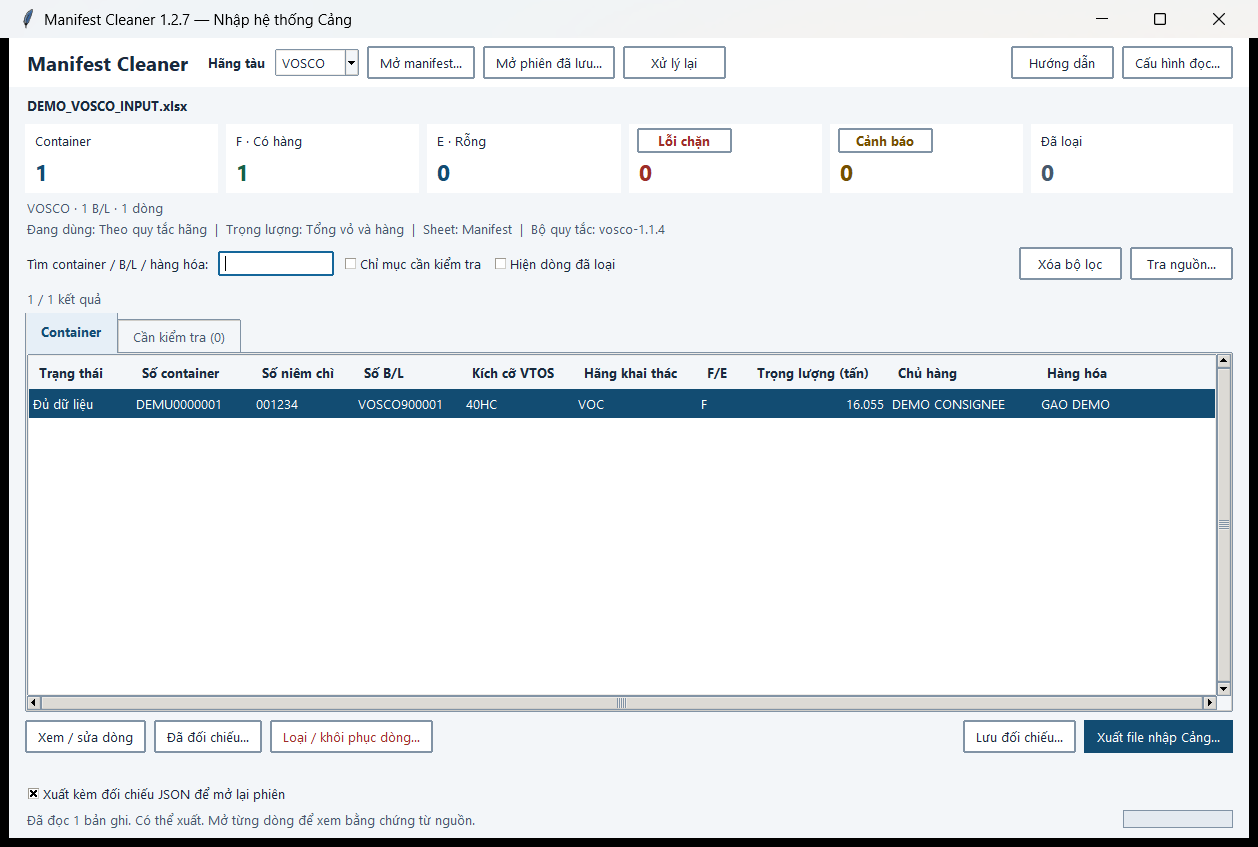 Manifest Cleaner 1.2.7 — Nhập hệ thống Cảng
Manifest Cleaner Hãng tàu VOSCO Mở manifest... Mở phiên đã lưu... Xử lý lại Hướng dẫn Cấu hình đọc...
DEMO_VOSCO_INPUT.xlsx
Container F · Có hàng E · Rỗng Lỗi chặn Cảnh báo Đã loại
1 1 0 0 0 0
VOSCO · 1 B/L · 1 dòng
Đang dùng: Theo quy tắc hãng | Trọng lượng: Tổng vỏ và hàng | Sheet: Manifest | Bộ quy tắc: vosco-1.1.4
Tìm container / B/L / hàng hóa: Chỉ mục cần kiểm tra Hiện dòng đã loại Xóa bộ lọc Tra nguồn...
1 / 1 kết quả
Container Cần kiểm tra (0)
Trạng thái Số container Số niêm chì Số B/L Kích cỡ VTOS Hãng khai thác F/E Trọng lượng (tấn) Chủ hàng Hàng hóa
Đủ dữ liệu DEMU0000001 001234 VOSCO900001 40HC VOC F 16.055 DEMO CONSIGNEE GAO DEMO
Xem / sửa dòng Đã đối chiếu... Loại / khôi phục dòng... Lưu đối chiếu... Xuất file nhập Cảng...
Xuất kèm đối chiếu JSON để mở lại phiên
Đã đọc 1 bản ghi. Có thể xuất. Mở từng dòng để xem bằng chứng từ nguồn.